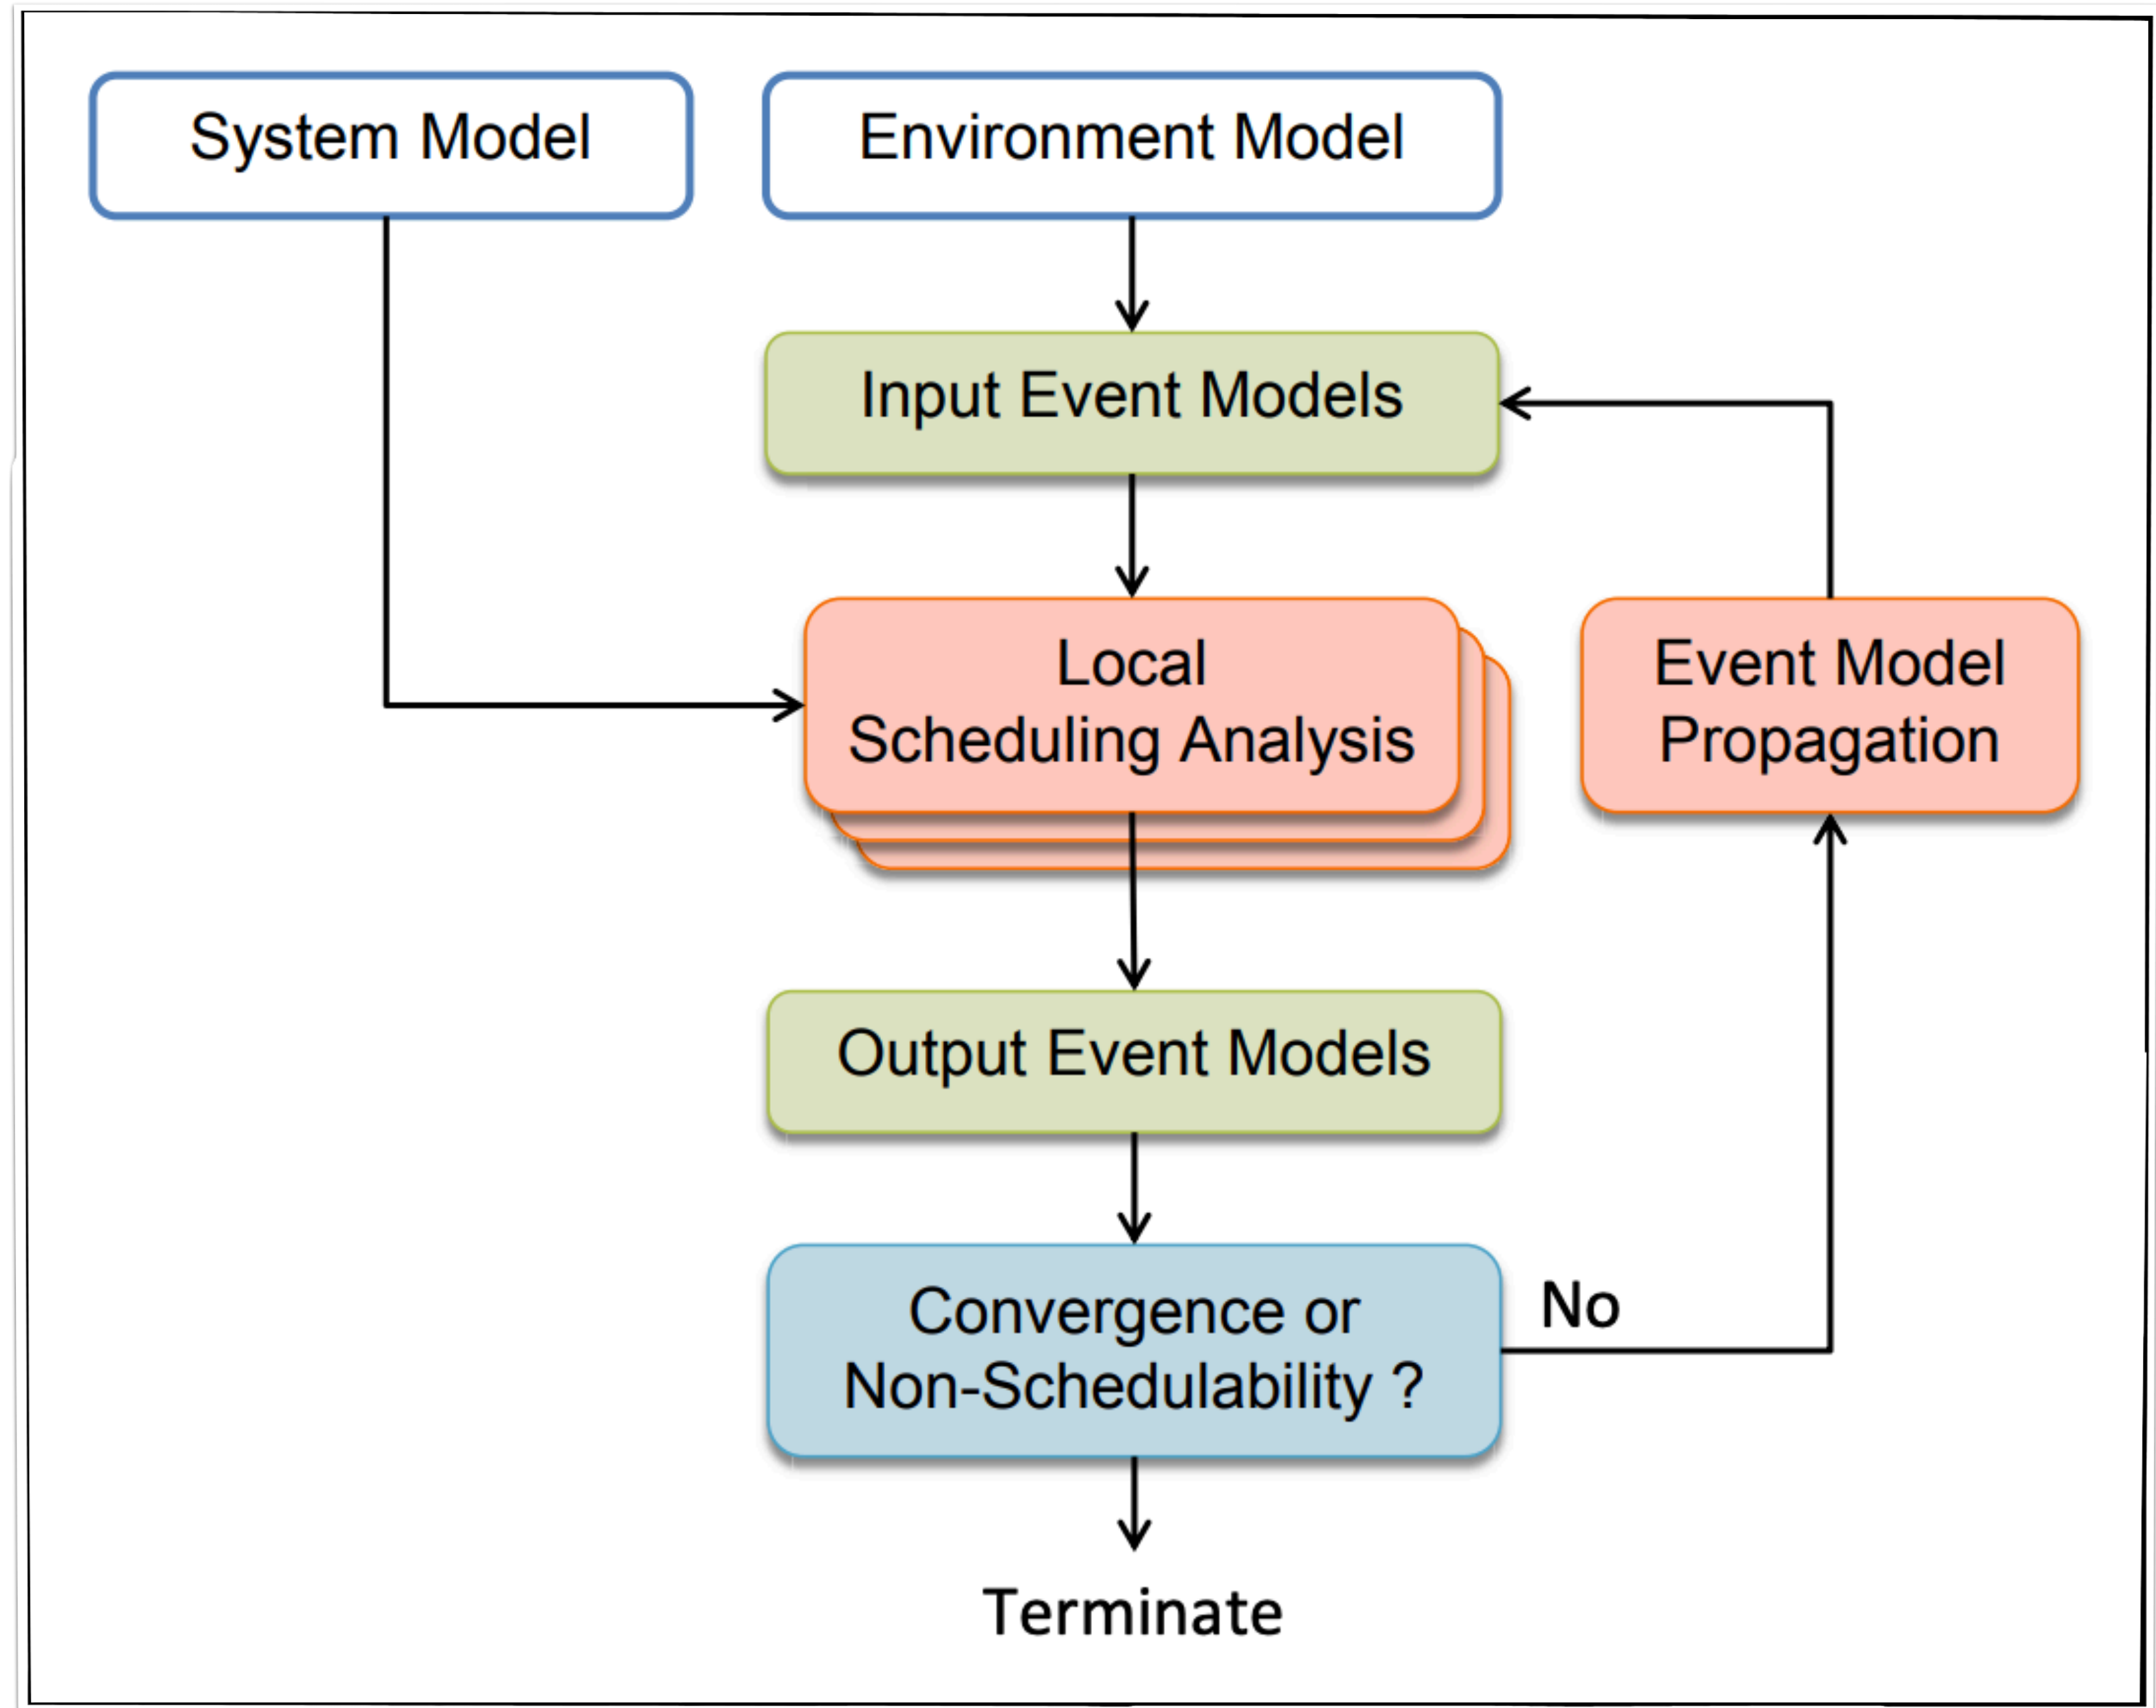 System Model
Environment Model
Input Event Models
Local
Scheduling Analysis
Event Model
Propagation
Output Event Models
Convergence or
Non-Schedulability ?
No
Terminate